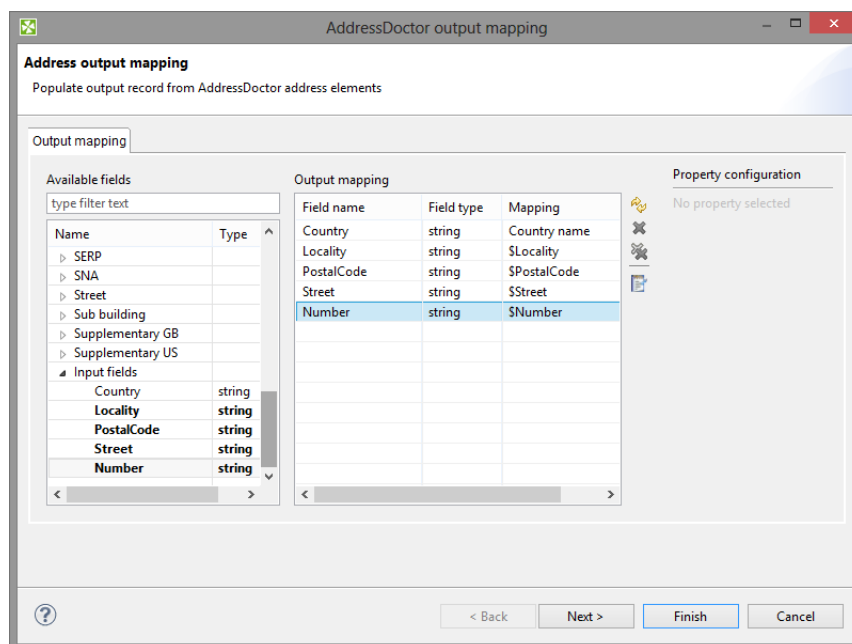 AddressDoctor output mapping
Address output mapping
Populate output record from AddressDoctor address elements
Output mapping
Available fields
type filter text
Name Type
SERP
SNA
Street
Sub building
Supplementary GB
Supplementary US
Input fields
Country string
Locality string
PostalCode string
Street string
Number string
Output mapping
Field name Field type Mapping
Country string Country name
Locality string $Locality
PostalCode string $PostalCode
Street string $Street
Number string $Number
Property configuration
No property selected
< Back Next > Finish Cancel